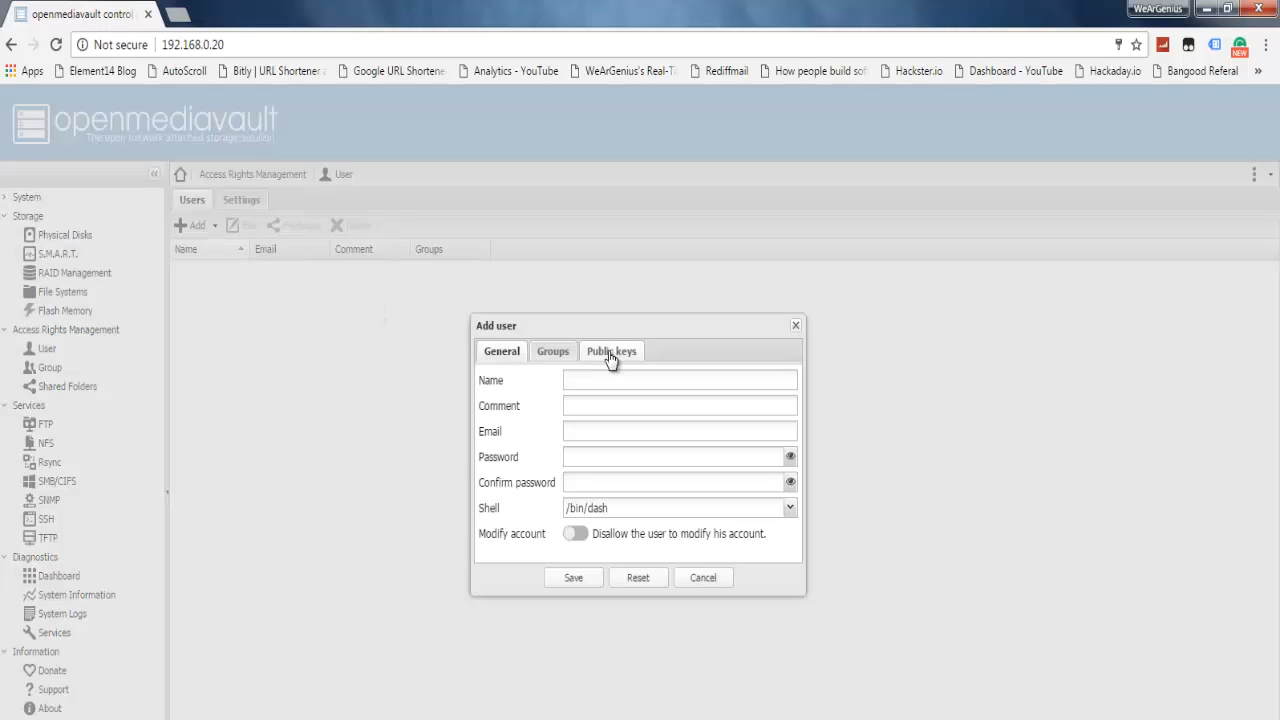 openmediavault control
WeArGenius
Not secure 192.168.0.20
NEW
Apps Element14 Blog AutoScroll Bitly | URL Shortener a Google URL Shortene Analytics - YouTube WeArGenius's Real-Ti Rediffmail How people build sof Hackster.io Dashboard - YouTube Hackaday.io Bangood Referal »
openmediavault
The open network attached storage solution
Access Rights Management User
Users Settings
Add Edit Privileges Delete
Name Email Comment Groups
System
Storage
Physical Disks
S.M.A.R.T.
RAID Management
File Systems
Flash Memory
Access Rights Management
User
Group
Shared Folders
Services
FTP
NFS
Rsync
SMB/CIFS
SNMP
SSH
TFTP
Diagnostics
Dashboard
System Information
System Logs
Services
Information
Donate
Support
About
Add user
General Groups Public keys
Name
Comment
Email
Password
Confirm password
Shell /bin/dash
Modify account Disallow the user to modify his account.
Save Reset Cancel